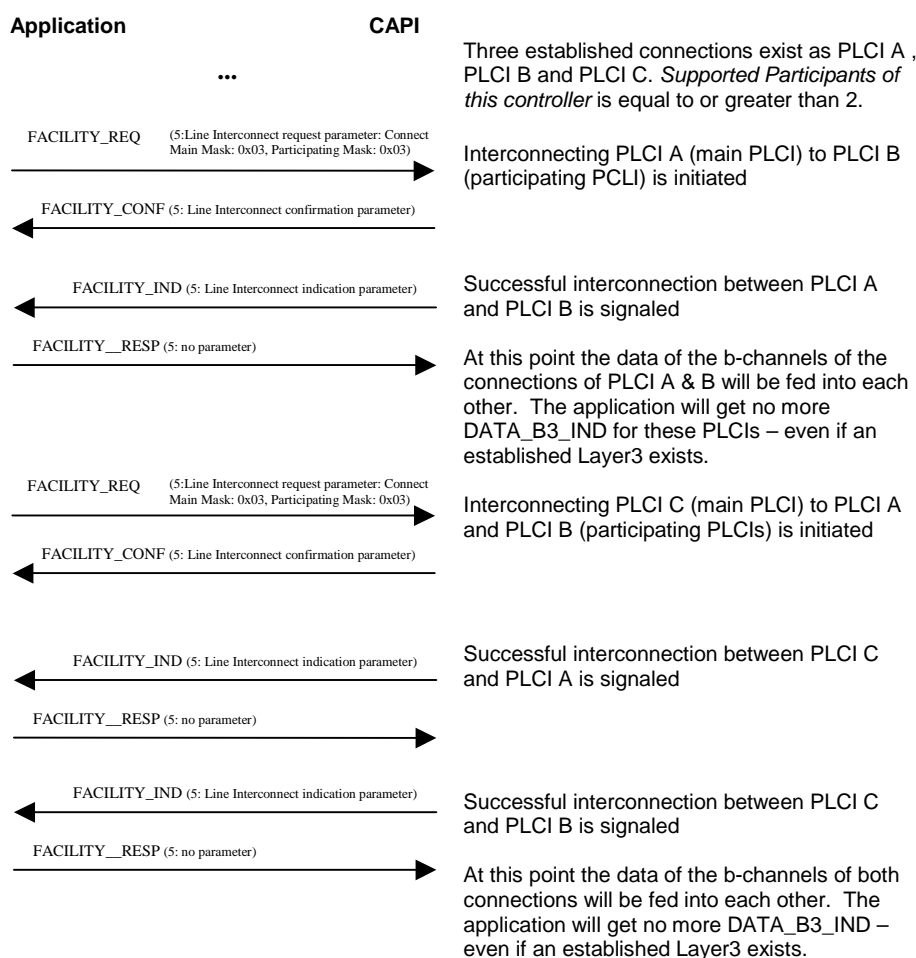 Application CAPI
Three established connections exist as PLCI A ,
... PLCI B and PLCI C. Supported Participants of
this controller is equal to or greater than 2.
FACILITY_REQ (5:Line Interconnect request parameter: Connect
Main Mask: 0x03, Participating Mask: 0x03)
Interconnecting PLCI A (main PLCI) to PLCI B
(participating PCLI) is initiated
FACILITY_CONF (5: Line Interconnect confirmation parameter)
FACILITY_IND (5: Line Interconnect indication parameter)
Successful interconnection between PLCI A
and PLCI B is signaled
FACILITY__RESP (5: no parameter)
At this point the data of the b-channels of the
connections of PLCI A & B will be fed into each
other. The application will get no more
DATA_B3_IND for these PLCIs – even if an
established Layer3 exists.
FACILITY_REQ (5:Line Interconnect request parameter: Connect
Main Mask: 0x03, Participating Mask: 0x03)
Interconnecting PLCI C (main PLCI) to PLCI A
and PLCI B (participating PLCIs) is initiated
FACILITY_CONF (5: Line Interconnect confirmation parameter)
FACILITY_IND (5: Line Interconnect indication parameter)
Successful interconnection between PLCI C
and PLCI A is signaled
FACILITY__RESP (5: no parameter)
FACILITY_IND (5: Line Interconnect indication parameter)
Successful interconnection between PLCI C
and PLCI B is signaled
FACILITY__RESP (5: no parameter)
At this point the data of the b-channels of both
connections will be fed into each other. The
application will get no more DATA_B3_IND –
even if an established Layer3 exists.